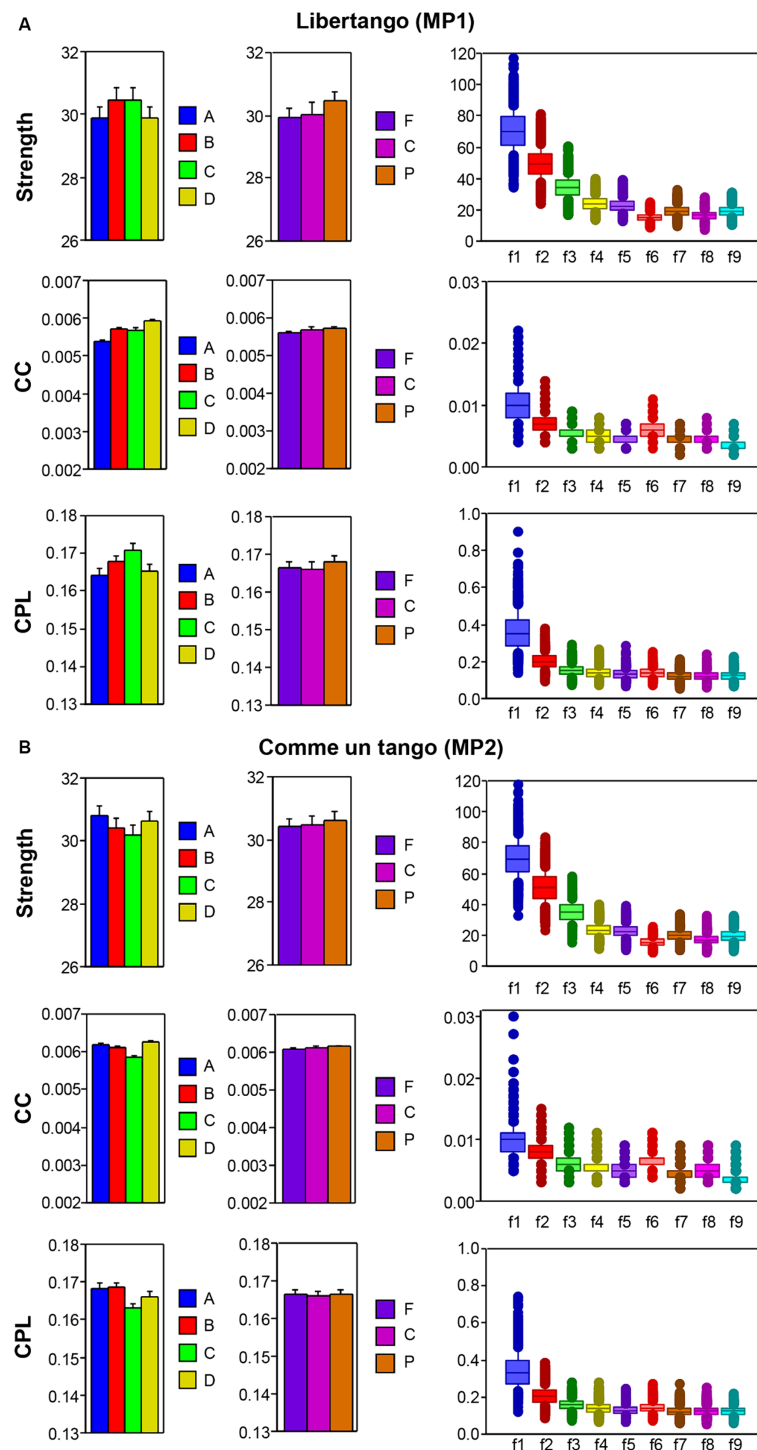 A
Libertango (MP1)
Strength
32
30
28
26
A
B
C
D
32
30
28
26
F
C
P
120
100
80
60
40
20
0
f1 f2 f3 f4 f5 f6 f7 f8 f9
CC
0.007
0.006
0.005
0.004
0.003
0.002
A
B
C
D
0.007
0.006
0.005
0.004
0.003
0.002
F
C
P
0.03
0.02
0.01
0.00
f1 f2 f3 f4 f5 f6 f7 f8 f9
CPL
0.18
0.17
0.16
0.15
0.14
0.13
A
B
C
D
0.18
0.17
0.16
0.15
0.14
0.13
F
C
P
1.0
0.8
0.6
0.4
0.2
0.0
f1 f2 f3 f4 f5 f6 f7 f8 f9
B
Comme un tango (MP2)
Strength
32
30
28
26
A
B
C
D
32
30
28
26
F
C
P
120
100
80
60
40
20
0
f1 f2 f3 f4 f5 f6 f7 f8 f9
CC
0.007
0.006
0.005
0.004
0.003
0.002
A
B
C
D
0.007
0.006
0.005
0.004
0.003
0.002
F
C
P
0.03
0.02
0.01
0.00
f1 f2 f3 f4 f5 f6 f7 f8 f9
CPL
0.18
0.17
0.16
0.15
0.14
0.13
A
B
C
D
0.18
0.17
0.16
0.15
0.14
0.13
F
C
P
1.0
0.8
0.6
0.4
0.2
0.0
f1 f2 f3 f4 f5 f6 f7 f8 f9